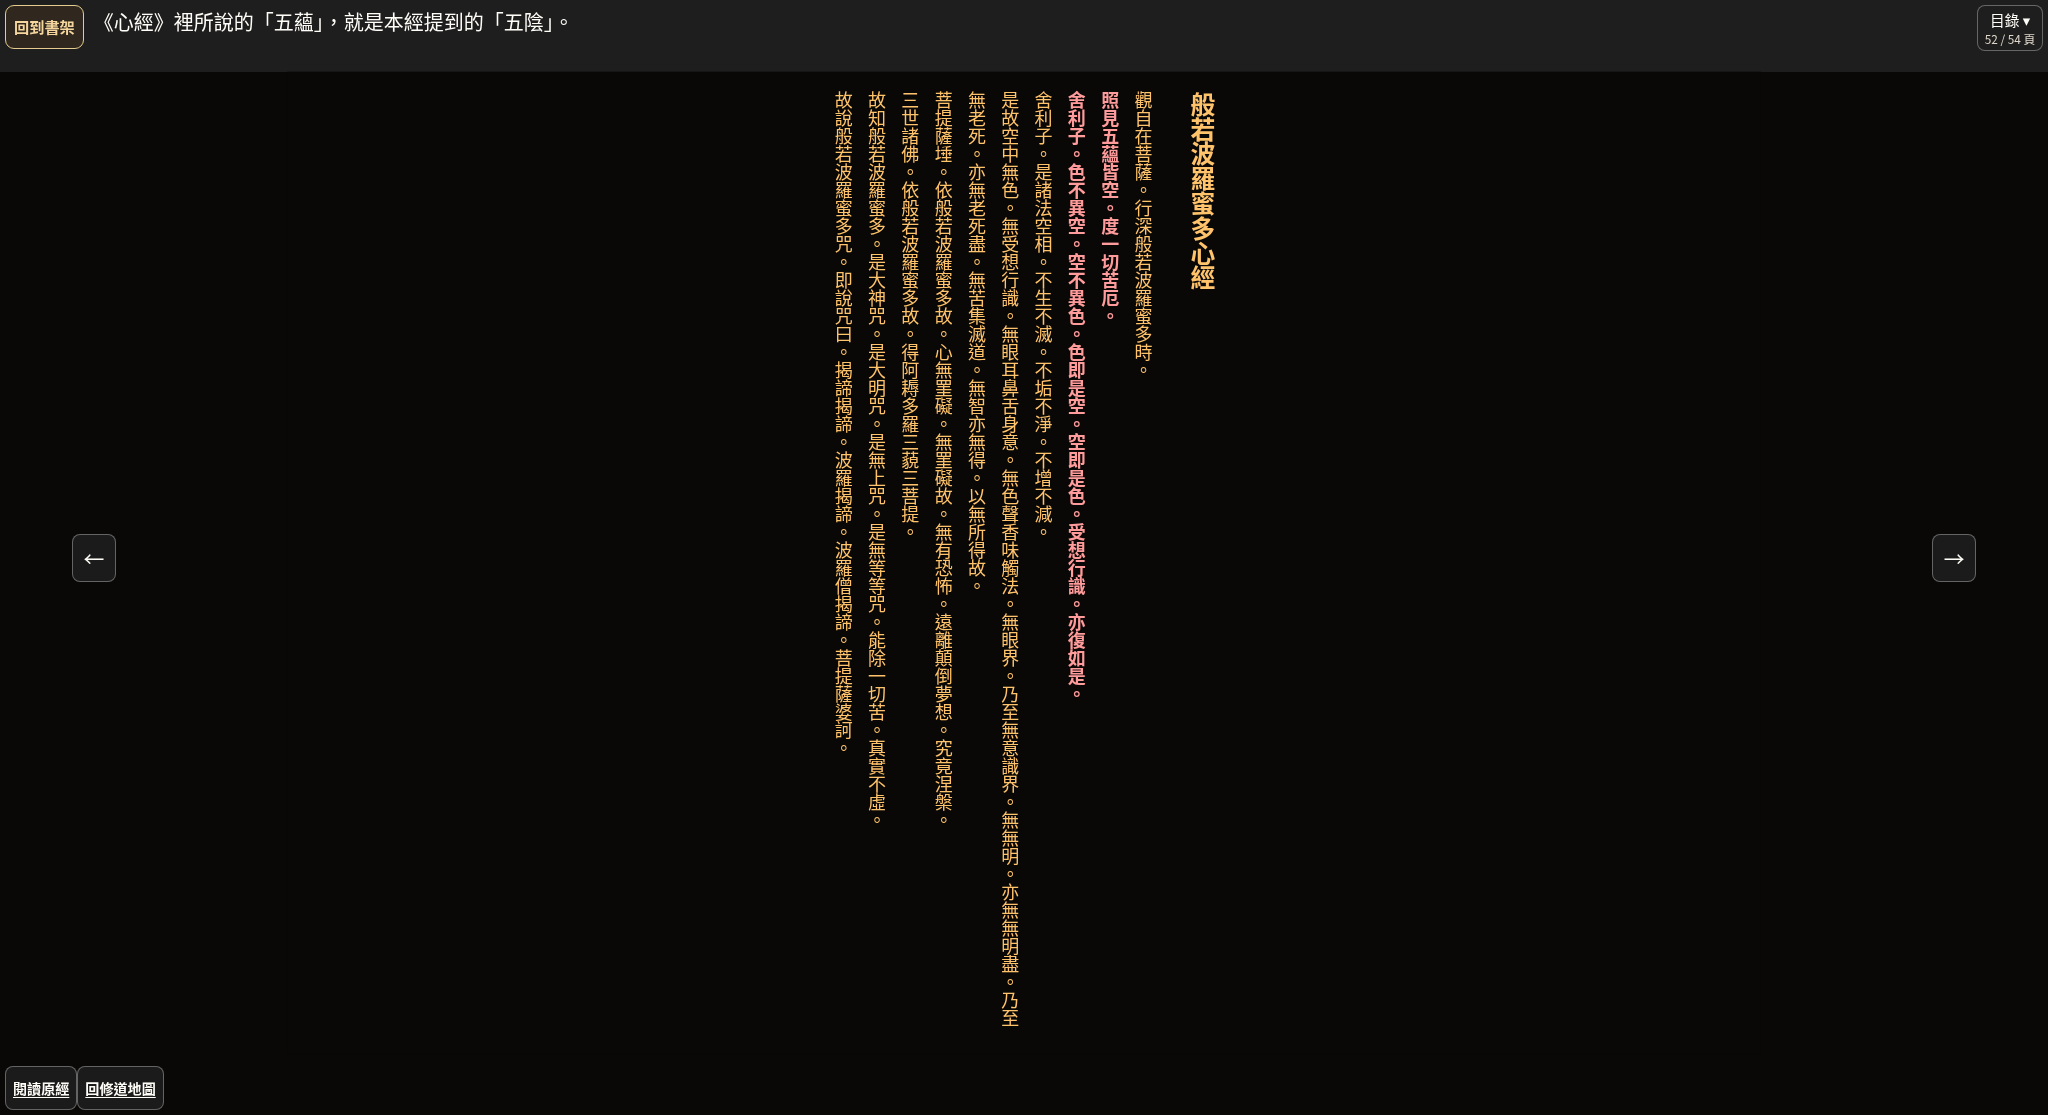 回到書架
《心經》裡所說的「五蘊」，就是本經提到的「五陰」。
目錄▼
52 / 54 頁
般若波羅蜜多心經
觀自在菩薩。行深般若波羅蜜多時。
照見五蘊皆空。度一切苦厄。
舍利子。色不異空。空不異色。色即是空。空即是色。受想行識。亦復如是。
舍利子。是諸法空相。不生不滅。不垢不淨。不增不減。
是故空中無色。無受想行識。無眼耳鼻舌身意。無色聲香味觸法。無眼界。乃至無意識界。無無明。亦無無明盡。乃至
無老死。亦無老死盡。無苦集滅道。無智亦無得。以無所得故。
菩提薩埵。依般若波羅蜜多故。心無罣礙。無罣礙故。無有恐怖。遠離顛倒夢想。究竟涅槃。
三世諸佛。依般若波羅蜜多故。得阿耨多羅三藐三菩提。
故知般若波羅蜜多。是大神咒。是大明咒。是無上咒。是無等等咒。能除一切苦。真實不虛。
故說般若波羅蜜多咒。即說咒曰。揭諦揭諦。波羅揭諦。波羅僧揭諦。菩提薩婆訶。
←
→
閱讀原經
回修道地圖